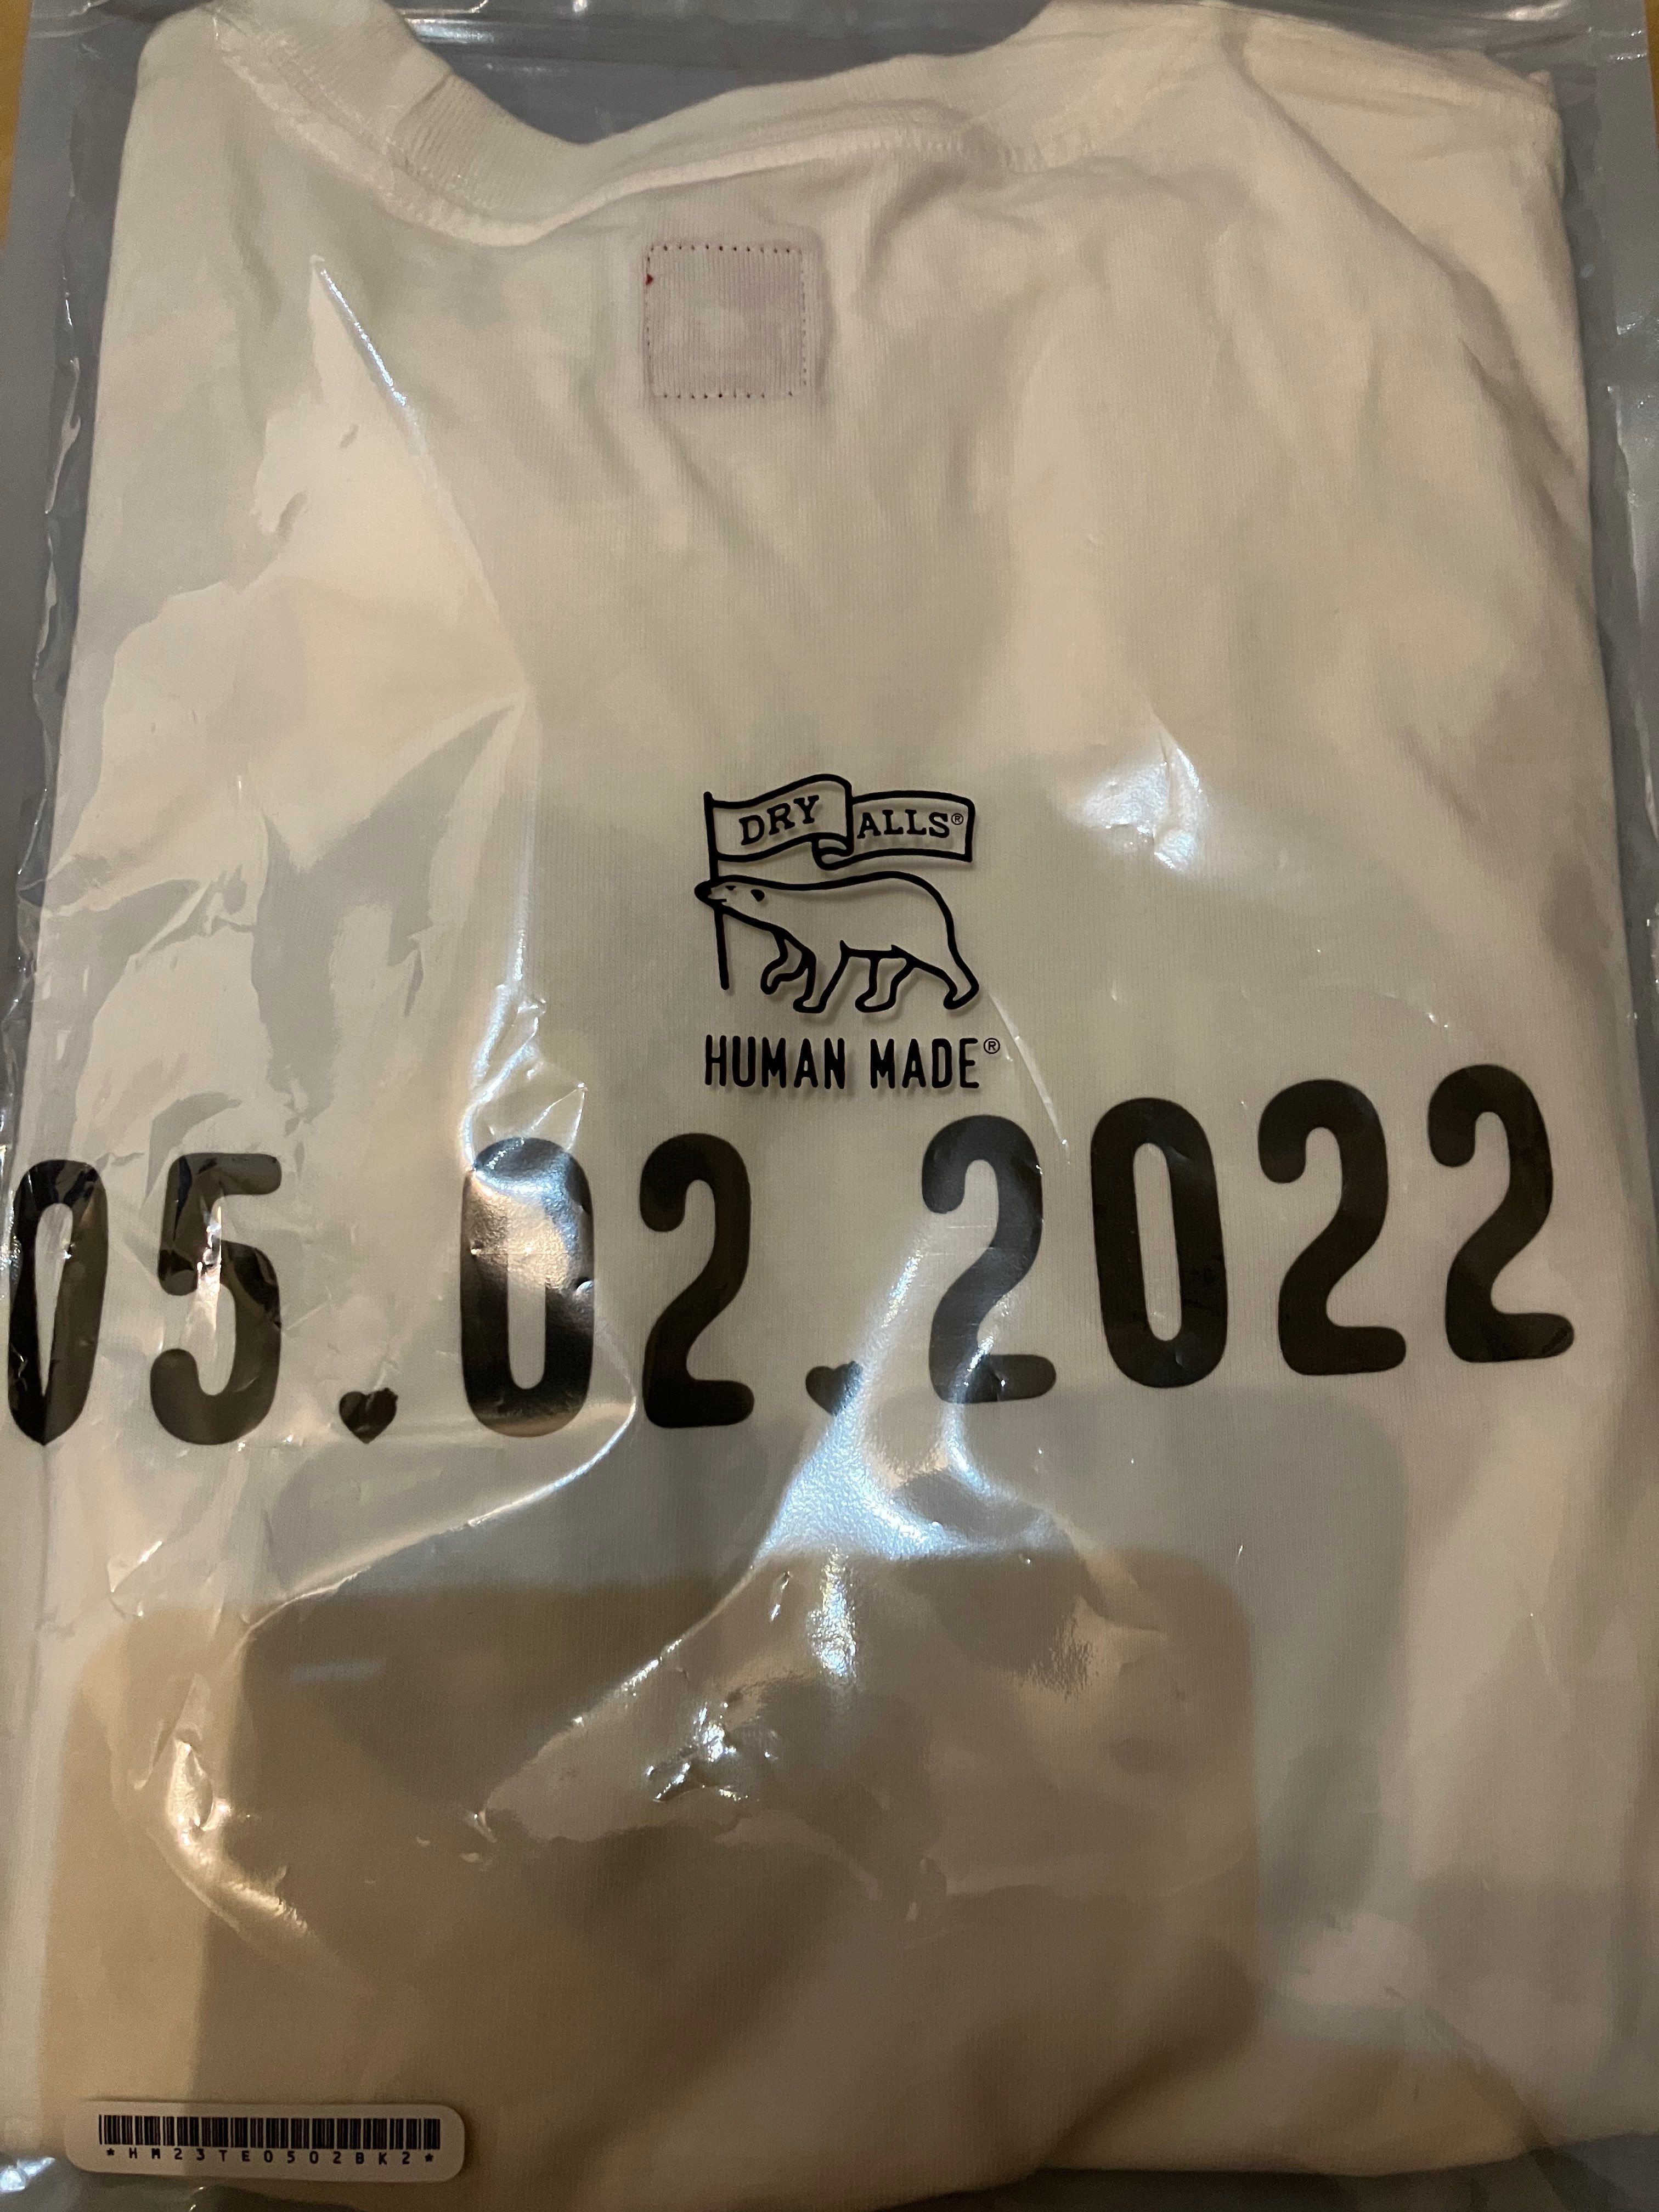 DRY ALLS®
HUMAN MADE®
05.02.2022
*HM23TE0502BK2*